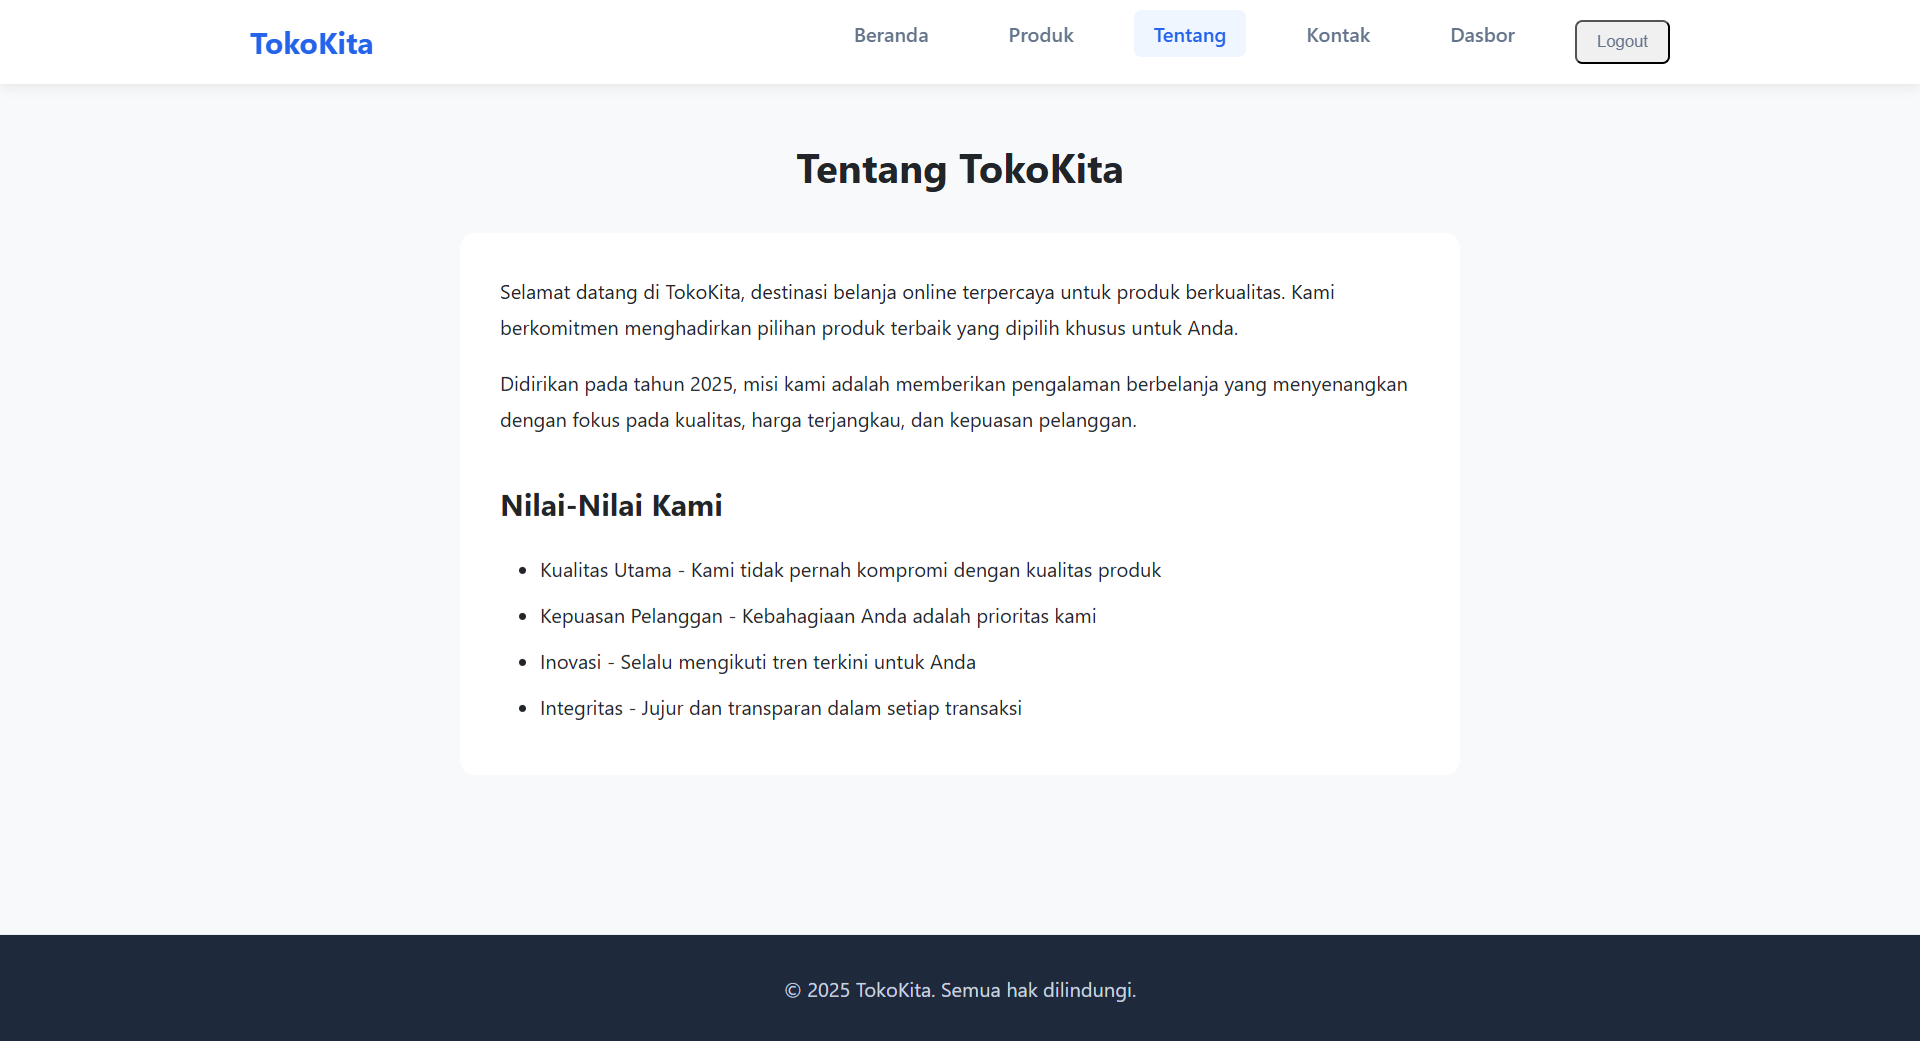 TokoKita
Beranda
Produk
Tentang
Kontak
Dasbor
Logout
Tentang TokoKita
Selamat datang di TokoKita, destinasi belanja online terpercaya untuk produk berkualitas. Kami
berkomitmen menghadirkan pilihan produk terbaik yang dipilih khusus untuk Anda.
Didirikan pada tahun 2025, misi kami adalah memberikan pengalaman berbelanja yang menyenangkan
dengan fokus pada kualitas, harga terjangkau, dan kepuasan pelanggan.
Nilai-Nilai Kami
• Kualitas Utama - Kami tidak pernah kompromi dengan kualitas produk
• Kepuasan Pelanggan - Kebahagiaan Anda adalah prioritas kami
• Inovasi - Selalu mengikuti tren terkini untuk Anda
• Integritas - Jujur dan transparan dalam setiap transaksi
© 2025 TokoKita. Semua hak dilindungi.